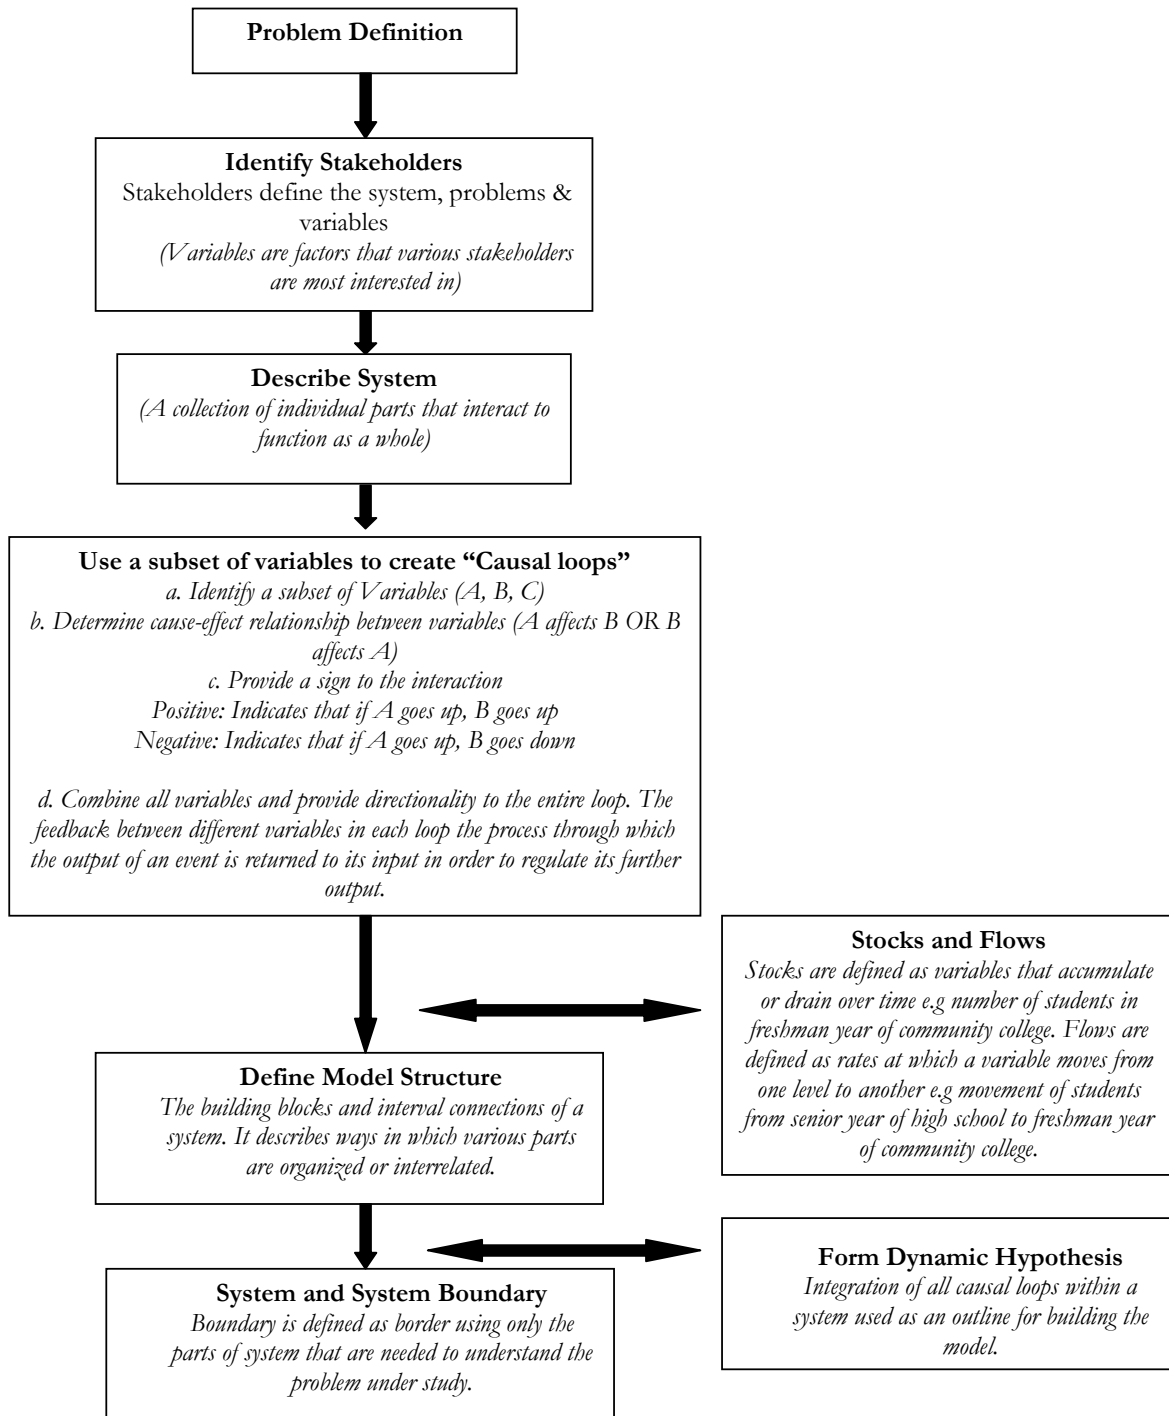 Problem Definition
Identify Stakeholders
Stakeholders define the system, problems &
variables
(Variables are factors that various stakeholders
are most interested in)
Describe System
(A collection of individual parts that interact to
function as a whole)
Use a subset of variables to create “Causal loops”
a. Identify a subset of Variables (A, B, C)
b. Determine cause-effect relationship between variables (A affects B OR B
affects A)
c. Provide a sign to the interaction
Positive: Indicates that if A goes up, B goes up
Negative: Indicates that if A goes up, B goes down
d. Combine all variables and provide directionality to the entire loop. The
feedback between different variables in each loop the process through which
the output of an event is returned to its input in order to regulate its further
output.
Stocks and Flows
Stocks are defined as variables that accumulate
or drain over time e.g number of students in
freshman year of community college. Flows are
defined as rates at which a variable moves from
one level to another e.g movement of students
from senior year of high school to freshman year
of community college.
Define Model Structure
The building blocks and interval connections of a
system. It describes ways in which various parts
are organized or interrelated.
Form Dynamic Hypothesis
Integration of all causal loops within a
system used as an outline for building the
model.
System and System Boundary
Boundary is defined as border using only the
parts of system that are needed to understand the
problem under study.